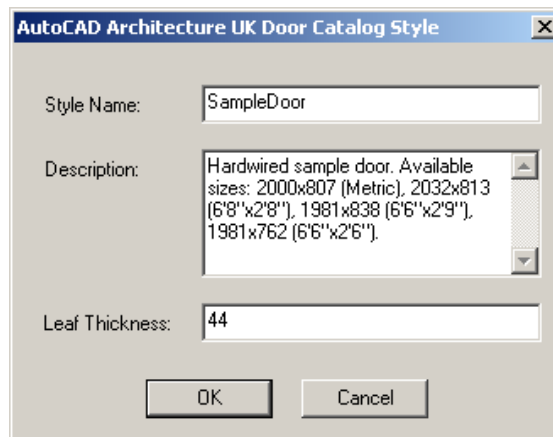 AutoCAD Architecture UK Door Catalog Style
Style Name:
SampleDoor
Description:
Hardwired sample door. Available
sizes: 2000x807 (Metric), 2032x813
(6'8"x2'8"), 1981x838 (6'6"x2'9"),
1981x762 (6'6"x2'6").
Leaf Thickness:
44
OK
Cancel